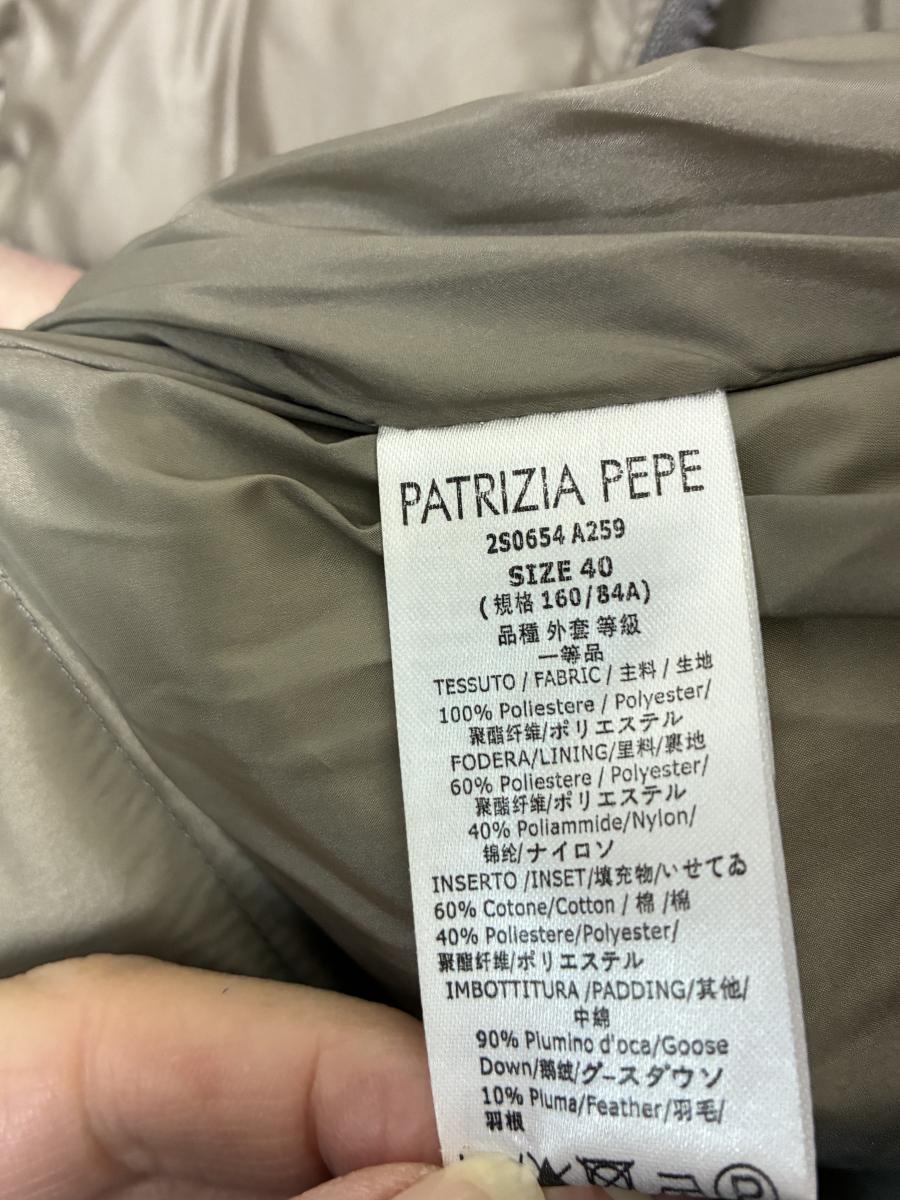 PATRIZIA PEPE
2S0654 A259
SIZE 40
(規格 160/84A)
品種 外套 等級
一等品
TESSUTO / FABRIC / 主料 / 生地
100% Poliestere / Polyester/
聚酯纤维/ポリエステル
FODERA/LINING/里料/裏地
60% Poliestere / Polyester/
聚酯纤维/ポリエステル
40% Poliammide/Nylon/
锦纶/ナイロソ
INSERTO /INSET/填充物/いせてゐ
60% Cotone/Cotton / 棉 /棉
40% Poliestere/Polyester/
聚酯纤维/ポリエステル
IMBOTTITURA /PADDING/其他/
中綿
90% Piumino d'oca/Goose
Down/鹅绒/グースダウソ
10% Piuma/Feather/羽毛/
羽根
P